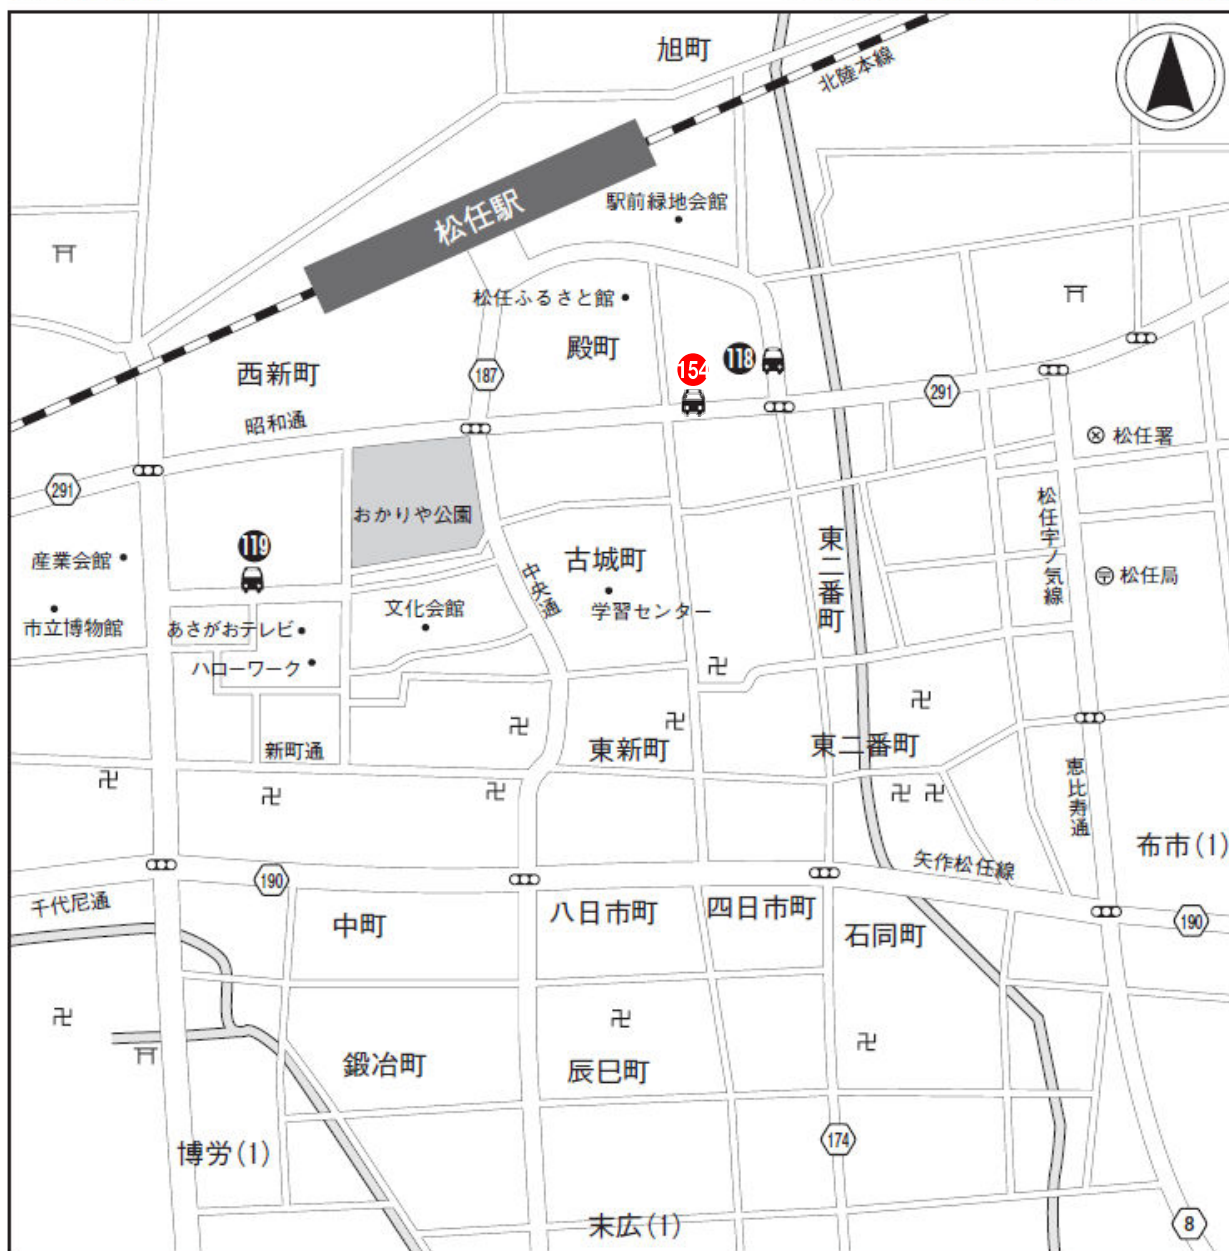 旭町
北陸本線
松任駅
駅前緑地会館
松任ふるさと館
殿町
118
154
187
西新町
291
昭和通
松任署
291
おかりや公園
松任宇ノ気線
119
産業会館
古城町
東二番町
中央通
松任局
市立博物館
あさがおテレビ
文化会館
学習センター
ハローワーク
新町通
東新町
東二番町
恵比寿通
布市(1)
矢作松任線
190
千代尼通
中町
八日市町
四日市町
石同町
190
鍛冶町
辰巳町
博労(1)
174
末広(1)
8